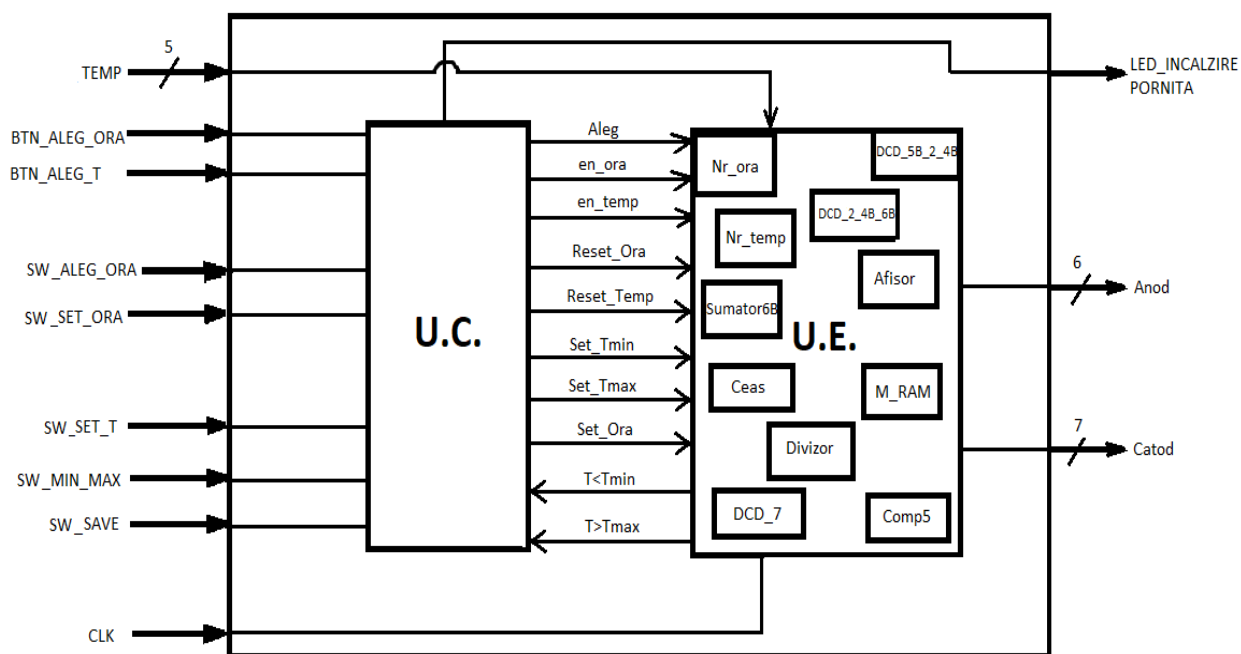 5
TEMP
BTN_ALEG_ORA
BTN_ALEG_T
SW_ALEG_ORA
SW_SET_ORA
SW_SET_T
SW_MIN_MAX
SW_SAVE
CLK
U.C.
Aleg
en_ora
en_temp
Reset_Ora
Reset_Temp
Set_Tmin
Set_Tmax
Set_Ora
T<Tmin
T>Tmax
Nr_ora
DCD_5B_2_4B
DCD_2_4B_6B
Nr_temp
Afisor
Sumator6B
U.E.
Ceas
M_RAM
Divizor
DCD_7
Comp5
LED_INCALZIRE
PORNITA
6
Anod
7
Catod